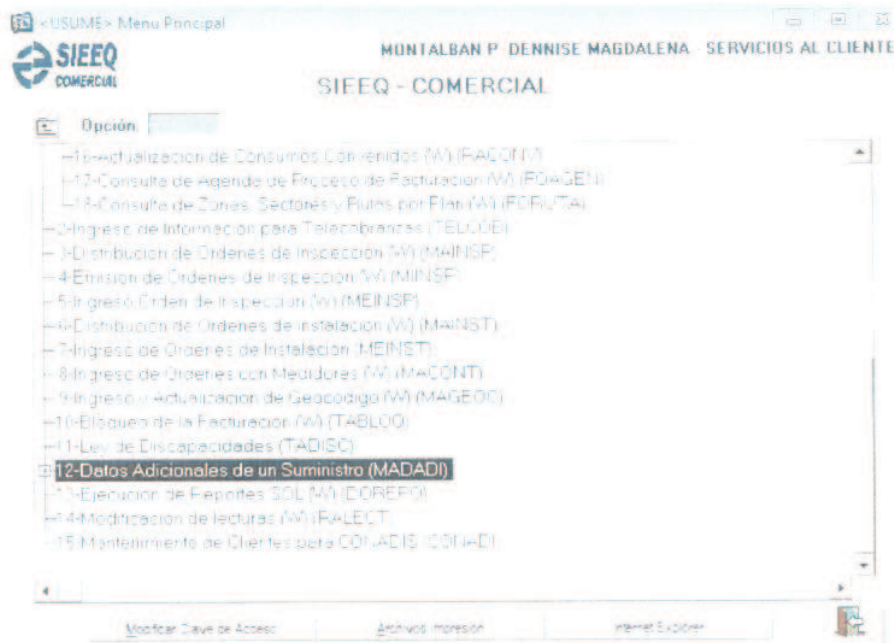 <USUME> Menu Principal
SIEEQ
COMERCIAL
MONTALBAN P DENNISE MAGDALENA SERVICIOS AL CLIENTE
SIEEQ - COMERCIAL
Opción:
16-Actualizacion de Consumos Convenidos (W) (RACONV)
17-Consulta de Agenda de Proceso de Facturacion (W) (FOAGEN)
18-Consulta de Zonas, Sectores y Rutas por Plan (W) (FORUTA)
2-Ingreso de Informacion para Telecobranzas (TELCOB)
3-Distribucion de Ordenes de Inspección (W) (MAINSP)
4-Emision de Ordenes de Inspeccion (W) (MIINSP
5-Ingreso Orden de Inspeccion (W) (MEINSP)
6-Distribucion de Ordenes de instalacion (W) (MAINST)
7-Ingreso de Ordenes de Instalacion (MEINST)
8-Ingreso de Ordenes con Medidores (W) (MACONT)
9-Ingreso y Actualizacion de Geocodigo (W) (MAGEOC)
10-Bloqueo de la Facturacion (W) (TABLOQ)
11-Ley de Discapacidades (TADISC)
12-Datos Adicionales de un Suministro (MADADI)
13-Ejecucion de Reportes SQL (W) (DOREPO)
14-Modificacion de lecturas (W) (RALECT)
15-Mantenimiento de Clientes para CONADIS (CONADI)
Modificar Clave de Acceso
Archivos Impresion
Internet Explorer